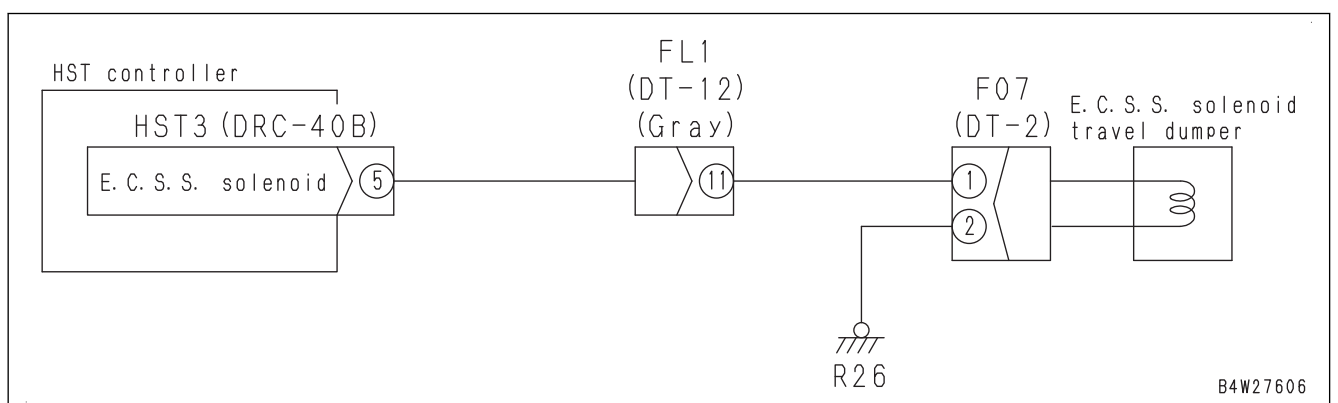 HST controller
HST3 (DRC-40B)
E.C.S.S. solenoid
5
FL1
(DT-12)
(Gray)
11
F07
(DT-2)
1
2
E.C.S.S. solenoid
travel dumper
R26
B4W27606